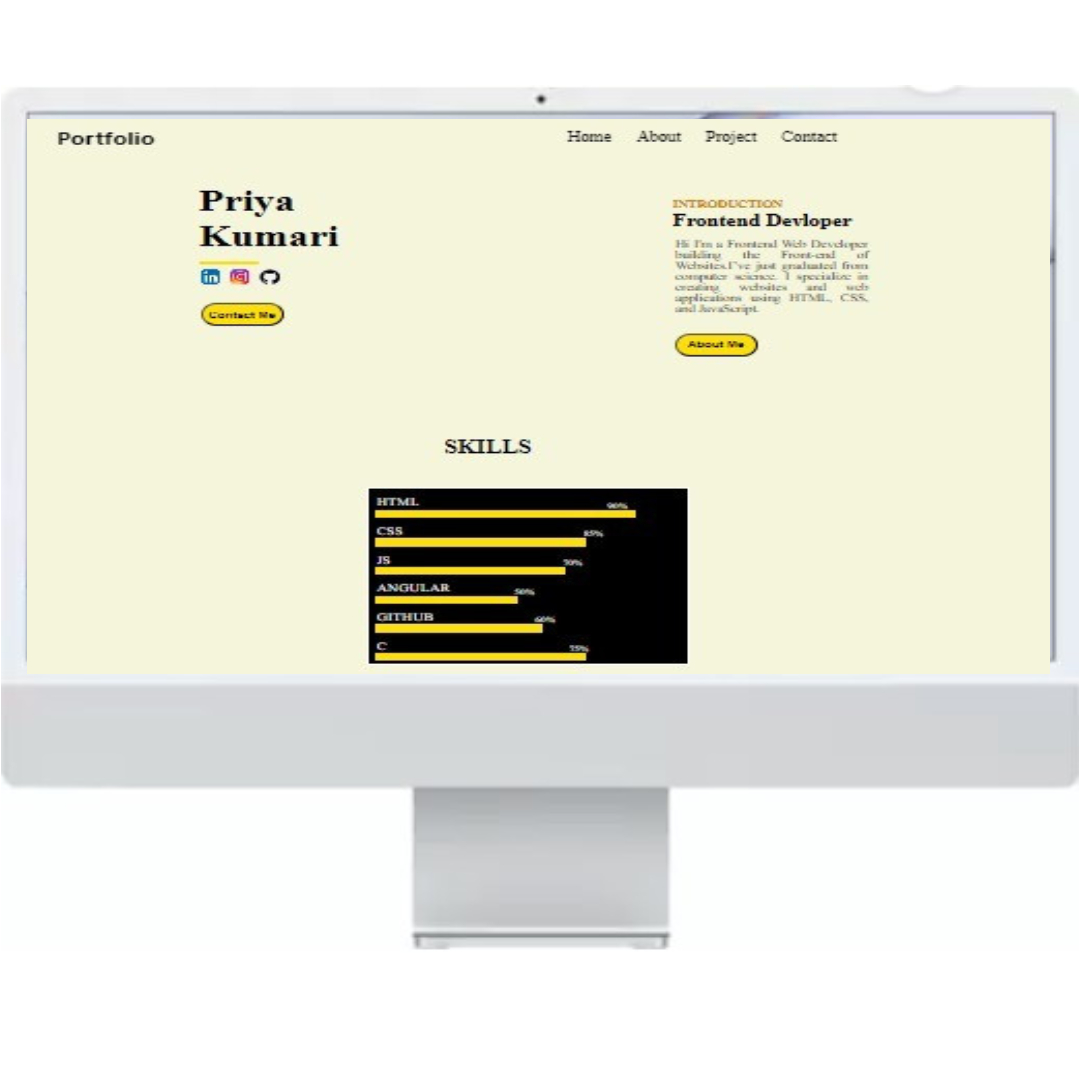 Portfolio
Home About Project Contact
Priya
Kumari
Contact Me
INTRODUCTION
Frontend Devloper
Hi I'm a Frontend Web Developer
building the Front-end of
Websites.I've just graduated from
computer science. I specialize in
creating websites and web
applications using HTML, CSS,
and JavaScript.
About Me
SKILLS
HTML 90%
CSS 85%
JS 70%
ANGULAR 50%
GITHUB 60%
C 75%